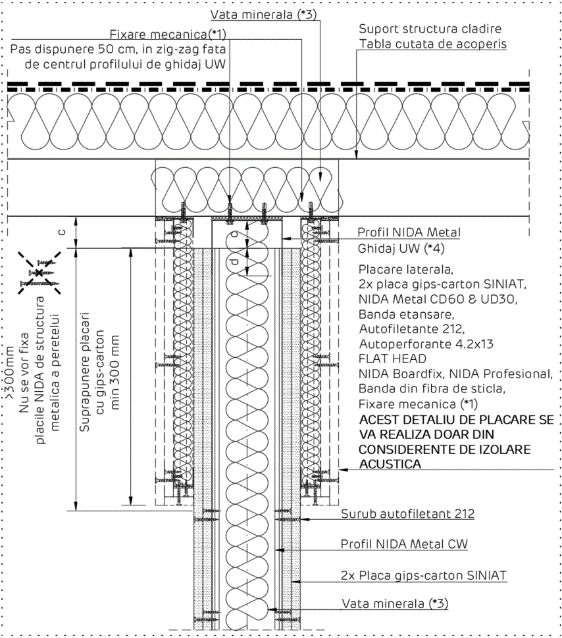 Vata minerala (*3)
Fixare mecanica(*1)
Pas dispunere 50 cm, in zig-zag fata
de centrul profilului de ghidaj UW
Suport structura cladire
Tabla cutata de acoperis
c
c
d
Profil NIDA Metal
Ghidaj UW (*4)
Placare laterala,
2x placa gips-carton SINIAT,
NIDA Metal CD60 & UD30,
Banda etansare,
Autofiletante 212,
Autoperforante 4.2x13
FLAT HEAD
NIDA Boardfix, NIDA Profesional,
Banda din fibra de sticla,
Fixare mecanica (*1)
ACEST DETALIU DE PLACARE SE
VA REALIZA DOAR DIN
CONSIDERENTE DE IZOLARE
ACUSTICA
>300mm
Nu se vor fixa
placile NIDA de structura
metalica a peretelui
Suprapunere placari
cu gips-carton
min 300 mm
Surub autofiletant 212
Profil NIDA Metal CW
2x Placa gips-carton SINIAT
Vata minerala (*3)